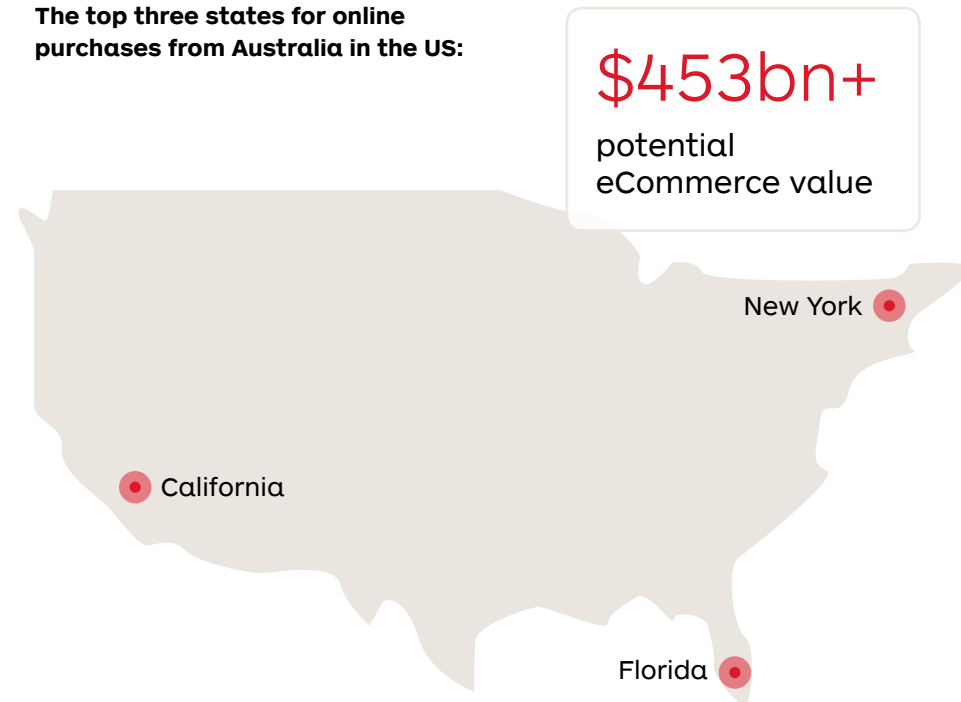 The top three states for online
purchases from Australia in the US:
$453bn+
potential
eCommerce value
New York
California
Florida